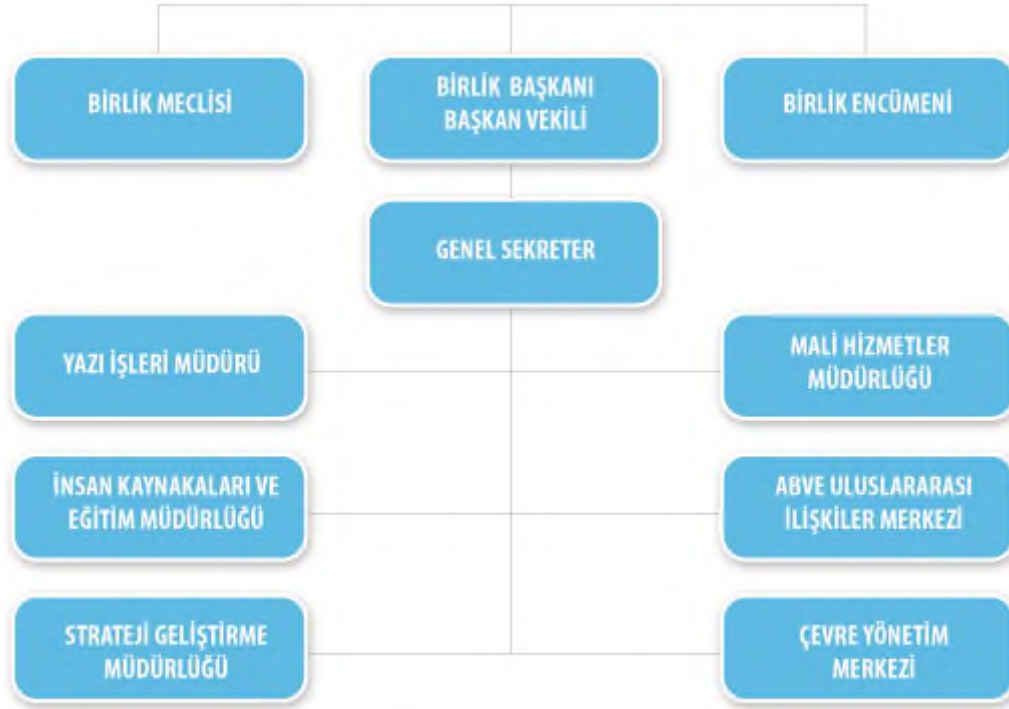 BİRLİK MECLİSİ
BİRLİK BAŞKANI
BAŞKAN VEKİLİ
BİRLİK ENCÜMENİ
GENEL SEKRETER
YAZI İŞLERİ MÜDÜRÜ
MALİ HİZMETLER
MÜDÜRLÜĞÜ
İNSAN KAYNAKALARI VE
EĞİTİM MÜDÜRLÜĞÜ
ABVE ULUSLARARASI
İLİŞKİLER MERKEZİ
STRATEJİ GELİŞTİRME
MÜDÜRLÜĞÜ
ÇEVRE YÖNETİM
MERKEZİ